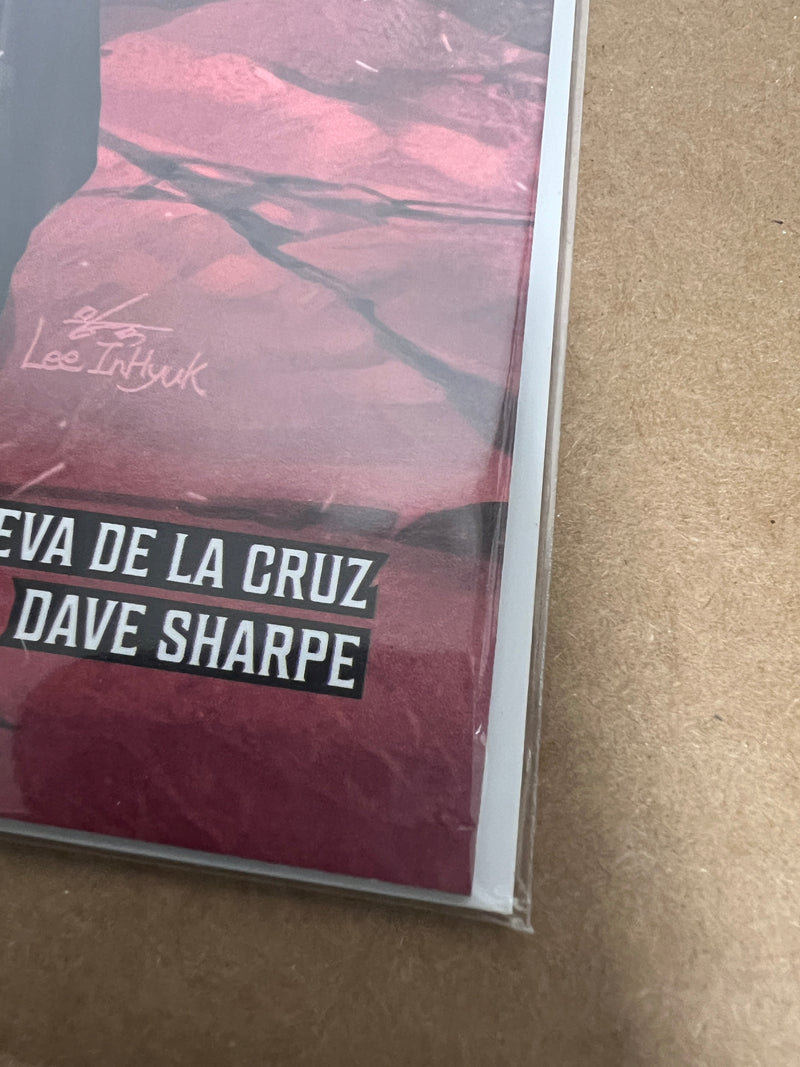 Lee InHyuk
EVA DE LA CRUZ
DAVE SHARPE